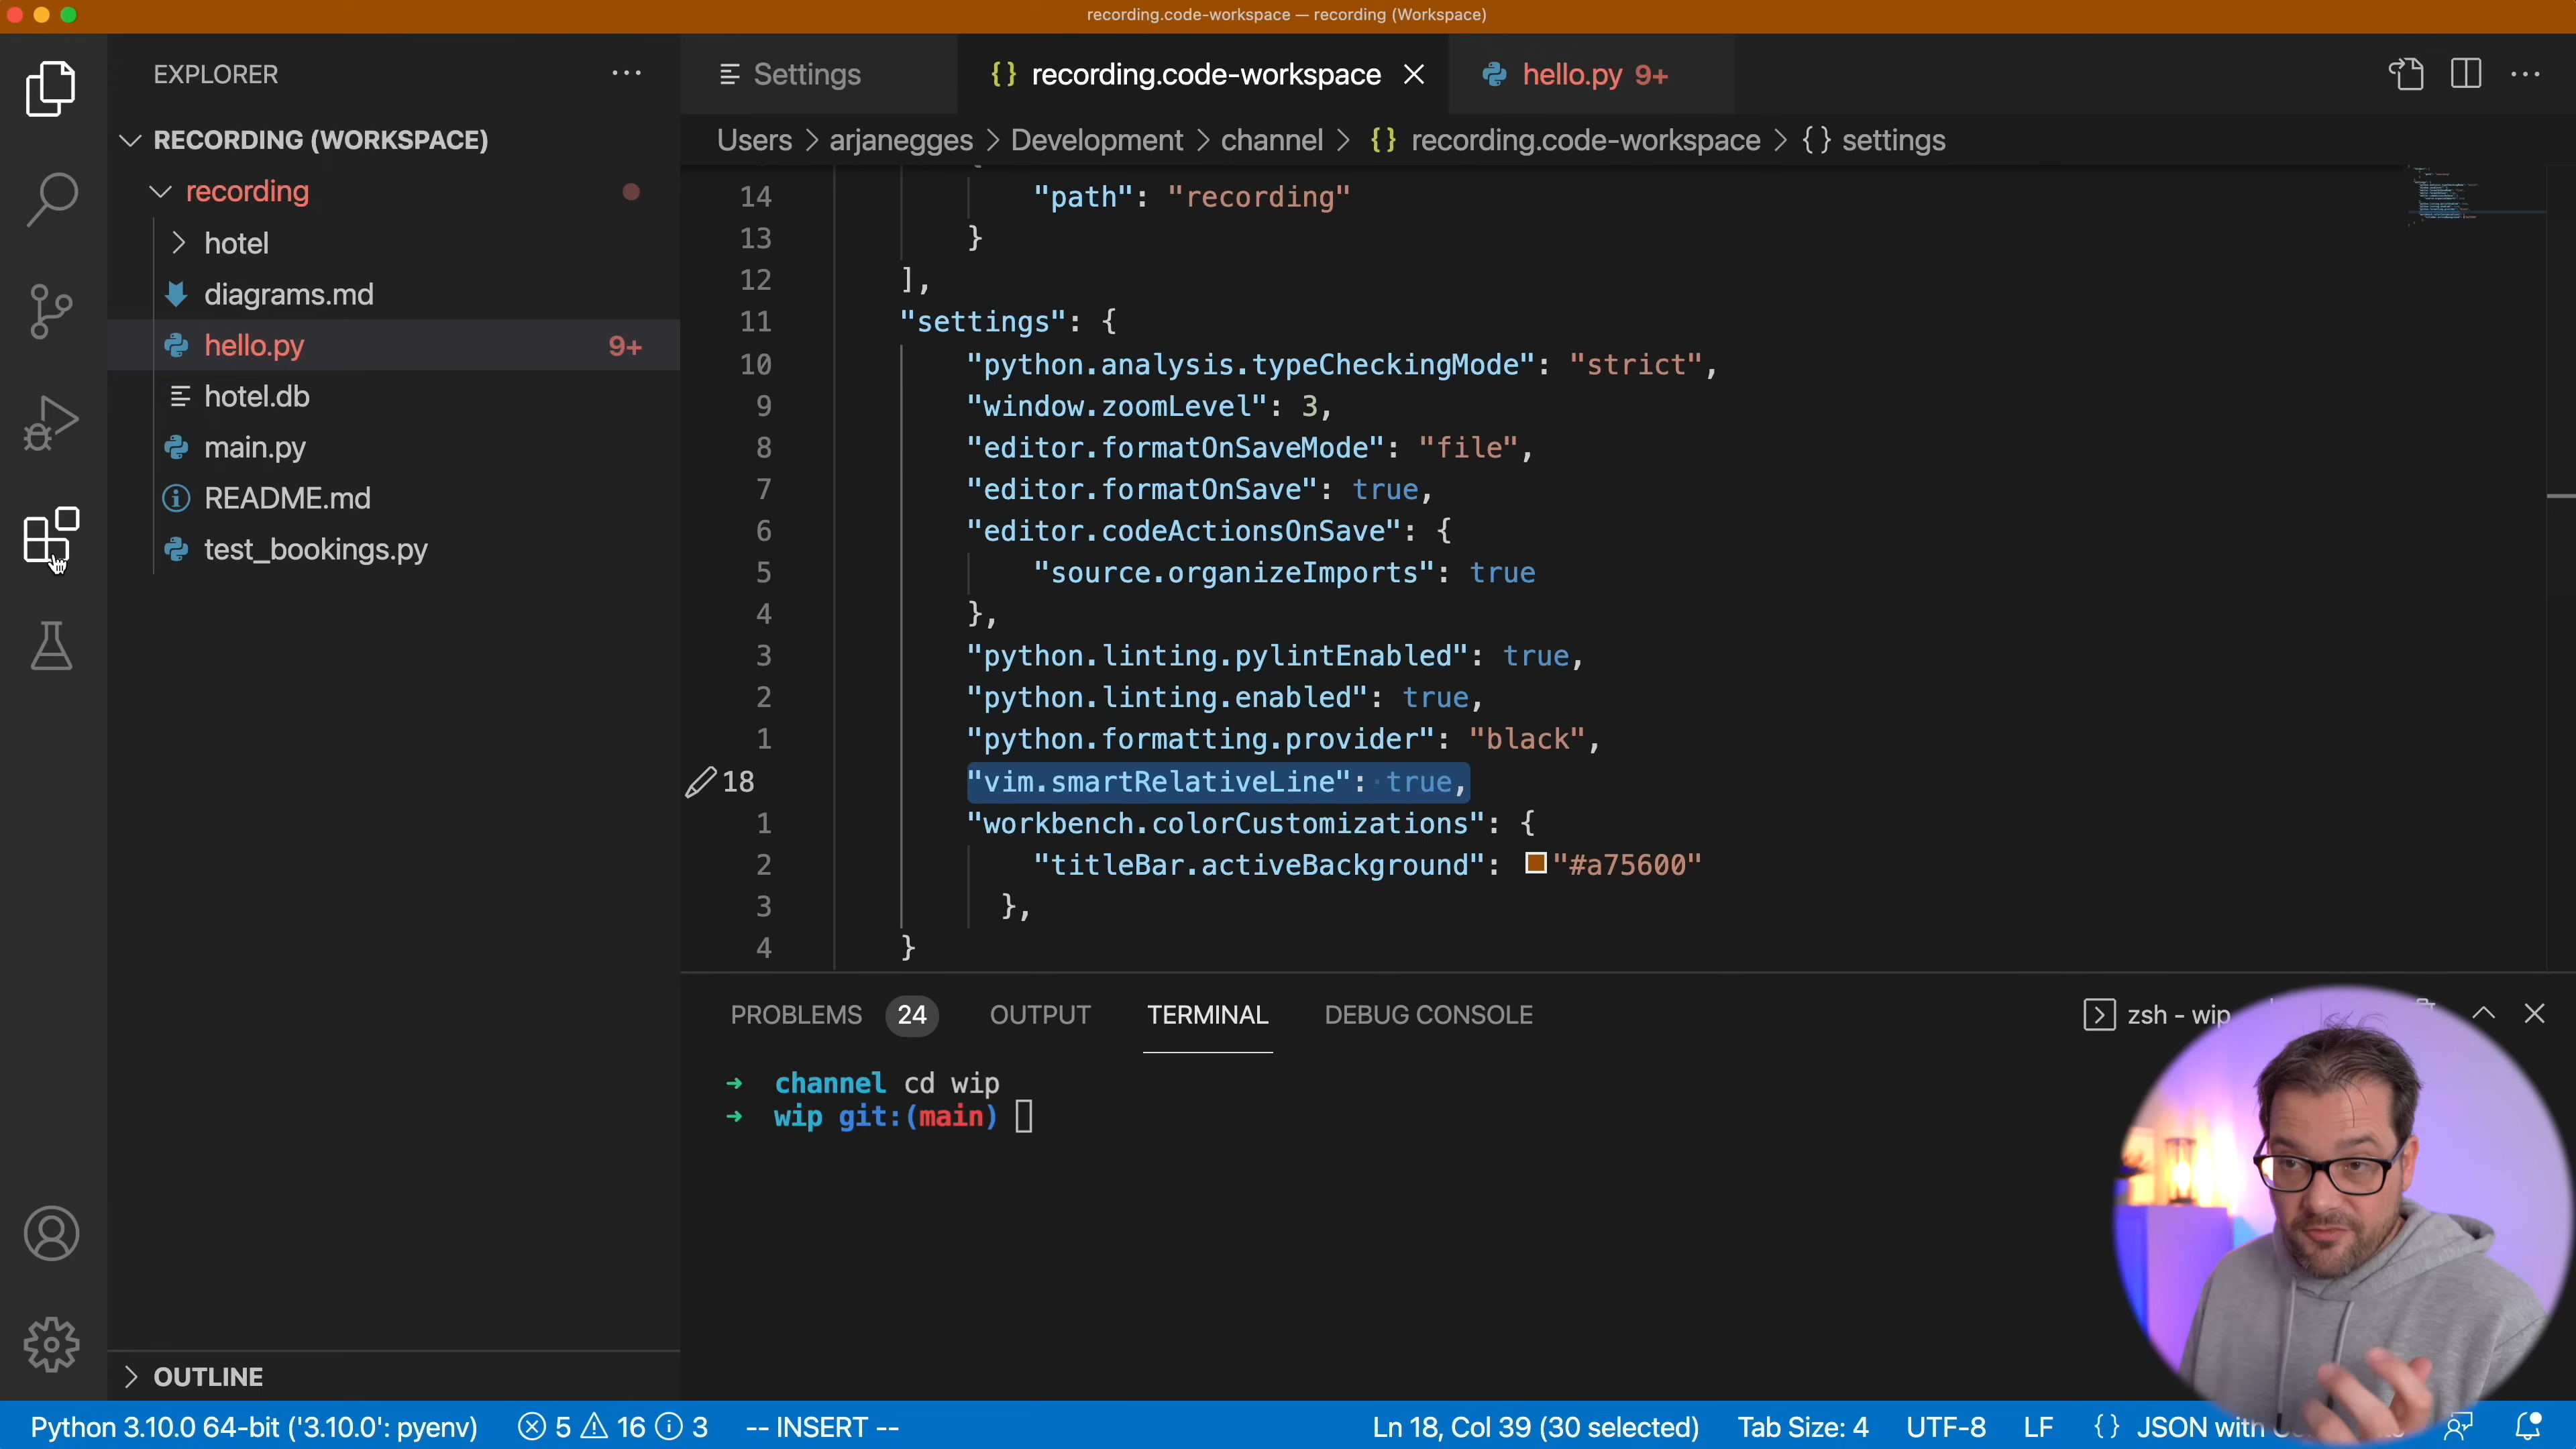 recording.code-workspace — recording (Workspace)
EXPLORER
RECORDING (WORKSPACE)
recording
hotel
diagrams.md
hello.py 9+
hotel.db
main.py
README.md
test_bookings.py
OUTLINE
Settings
{} recording.code-workspace
hello.py 9+
Users > arjanegges > Development > channel > {} recording.code-workspace > {} settings
14 "path": "recording"
13 }
12 ],
11 "settings": {
10 "python.analysis.typeCheckingMode": "strict",
9 "window.zoomLevel": 3,
8 "editor.formatOnSaveMode": "file",
7 "editor.formatOnSave": true,
6 "editor.codeActionsOnSave": {
5 "source.organizeImports": true
4 },
3 "python.linting.pylintEnabled": true,
2 "python.linting.enabled": true,
1 "python.formatting.provider": "black",
18 "vim.smartRelativeLine": true,
1 "workbench.colorCustomizations": {
2 "titleBar.activeBackground": "#a75600"
3 },
4 }
PROBLEMS 24 OUTPUT TERMINAL DEBUG CONSOLE
zsh - wip
➜ channel cd wip
➜ wip git:(main)
Python 3.10.0 64-bit ('3.10.0': pyenv) 5 16 3 -- INSERT -- Ln 18, Col 39 (30 selected) Tab Size: 4 UTF-8 LF {} JSON with